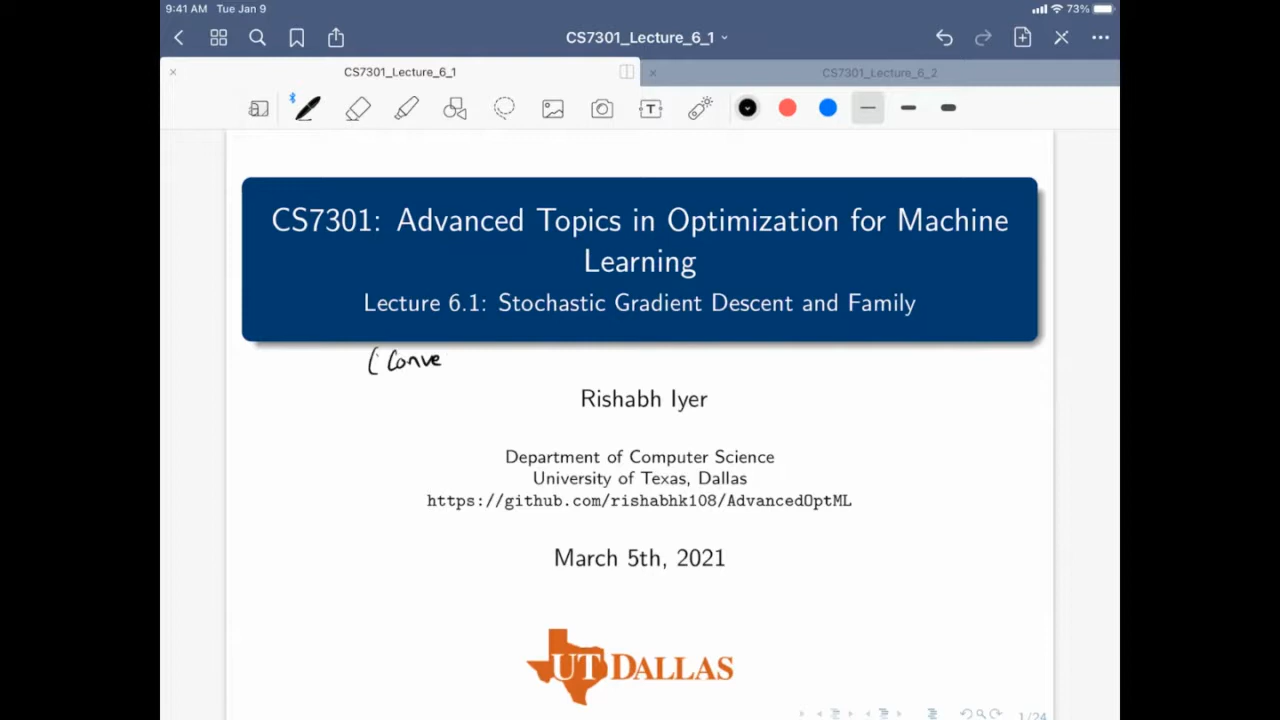 9:41 AM Tue Jan 9
73%
CS7301_Lecture_6_1
CS7301_Lecture_6_1
CS7301_Lecture_6_2
T
CS7301: Advanced Topics in Optimization for Machine
Learning
Lecture 6.1: Stochastic Gradient Descent and Family
(Conve
Rishabh Iyer
Department of Computer Science
University of Texas, Dallas
https://github.com/rishabhk108/AdvancedOptML
March 5th, 2021
UT DALLAS
1/24